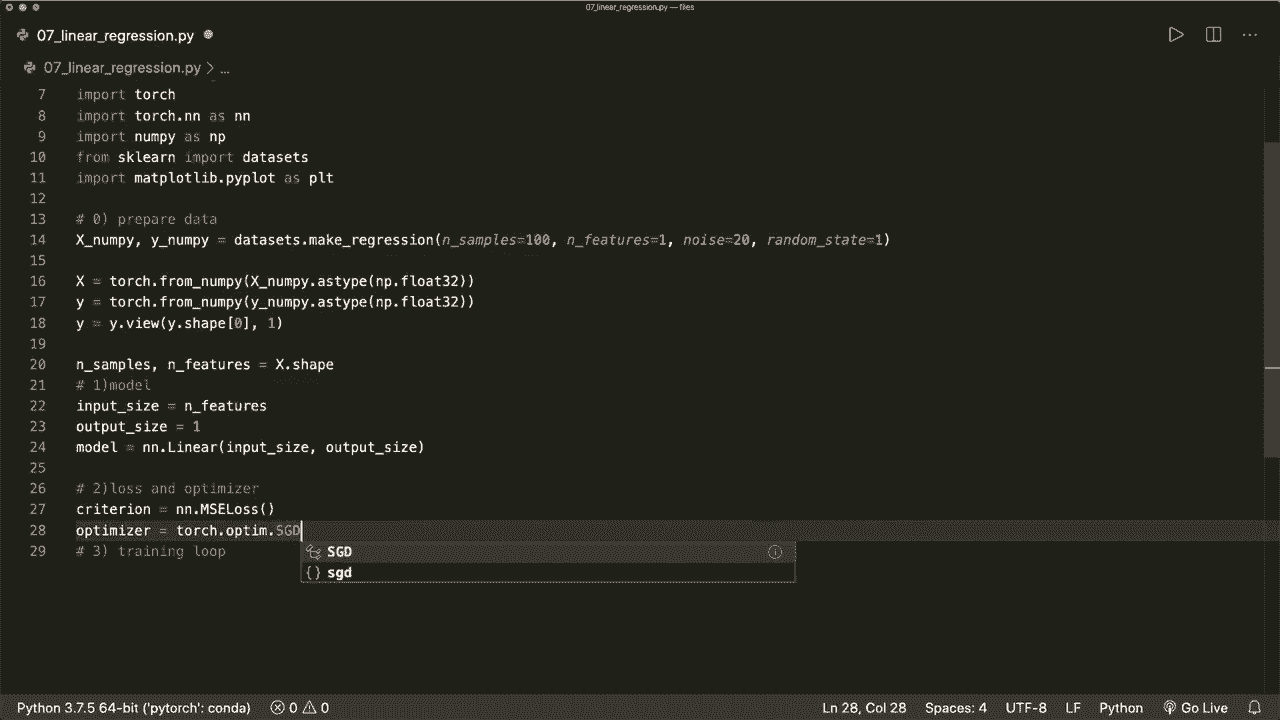 07_linear_regression.py — files
07_linear_regression.py
07_linear_regression.py > ...
7 import torch
8 import torch.nn as nn
9 import numpy as np
10 from sklearn import datasets
11 import matplotlib.pyplot as plt
12
13 # 0) prepare data
14 X_numpy, y_numpy = datasets.make_regression(n_samples=100, n_features=1, noise=20, random_state=1)
15
16 X = torch.from_numpy(X_numpy.astype(np.float32))
17 y = torch.from_numpy(y_numpy.astype(np.float32))
18 y = y.view(y.shape[0], 1)
19
20 n_samples, n_features = X.shape
21 # 1)model
22 input_size = n_features
23 output_size = 1
24 model = nn.Linear(input_size, output_size)
25
26 # 2)loss and optimizer
27 criterion = nn.MSELoss()
28 optimizer = torch.optim.SGD
29 # 3) training loop
SGD
{} sgd
Python 3.7.5 64-bit ('pytorch': conda) 0 0 Ln 28, Col 28 Spaces: 4 UTF-8 LF Python Go Live